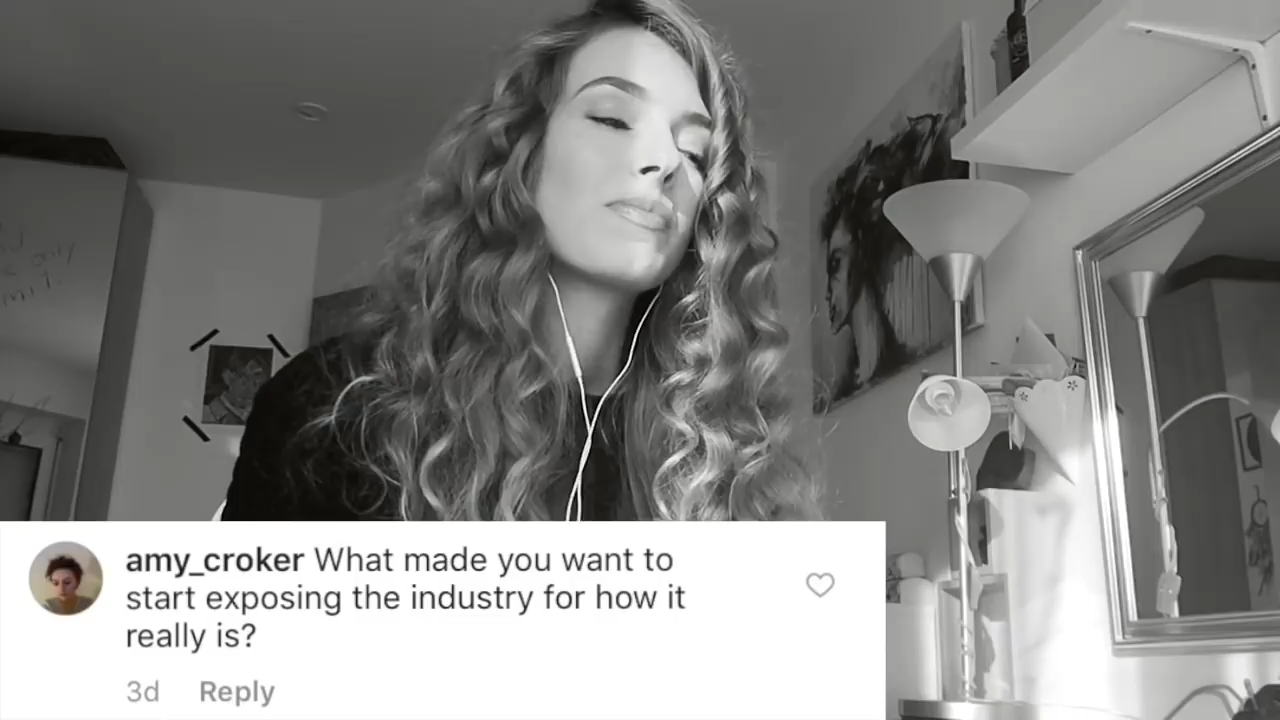 amy_croker What made you want to
start exposing the industry for how it
really is?
3d Reply